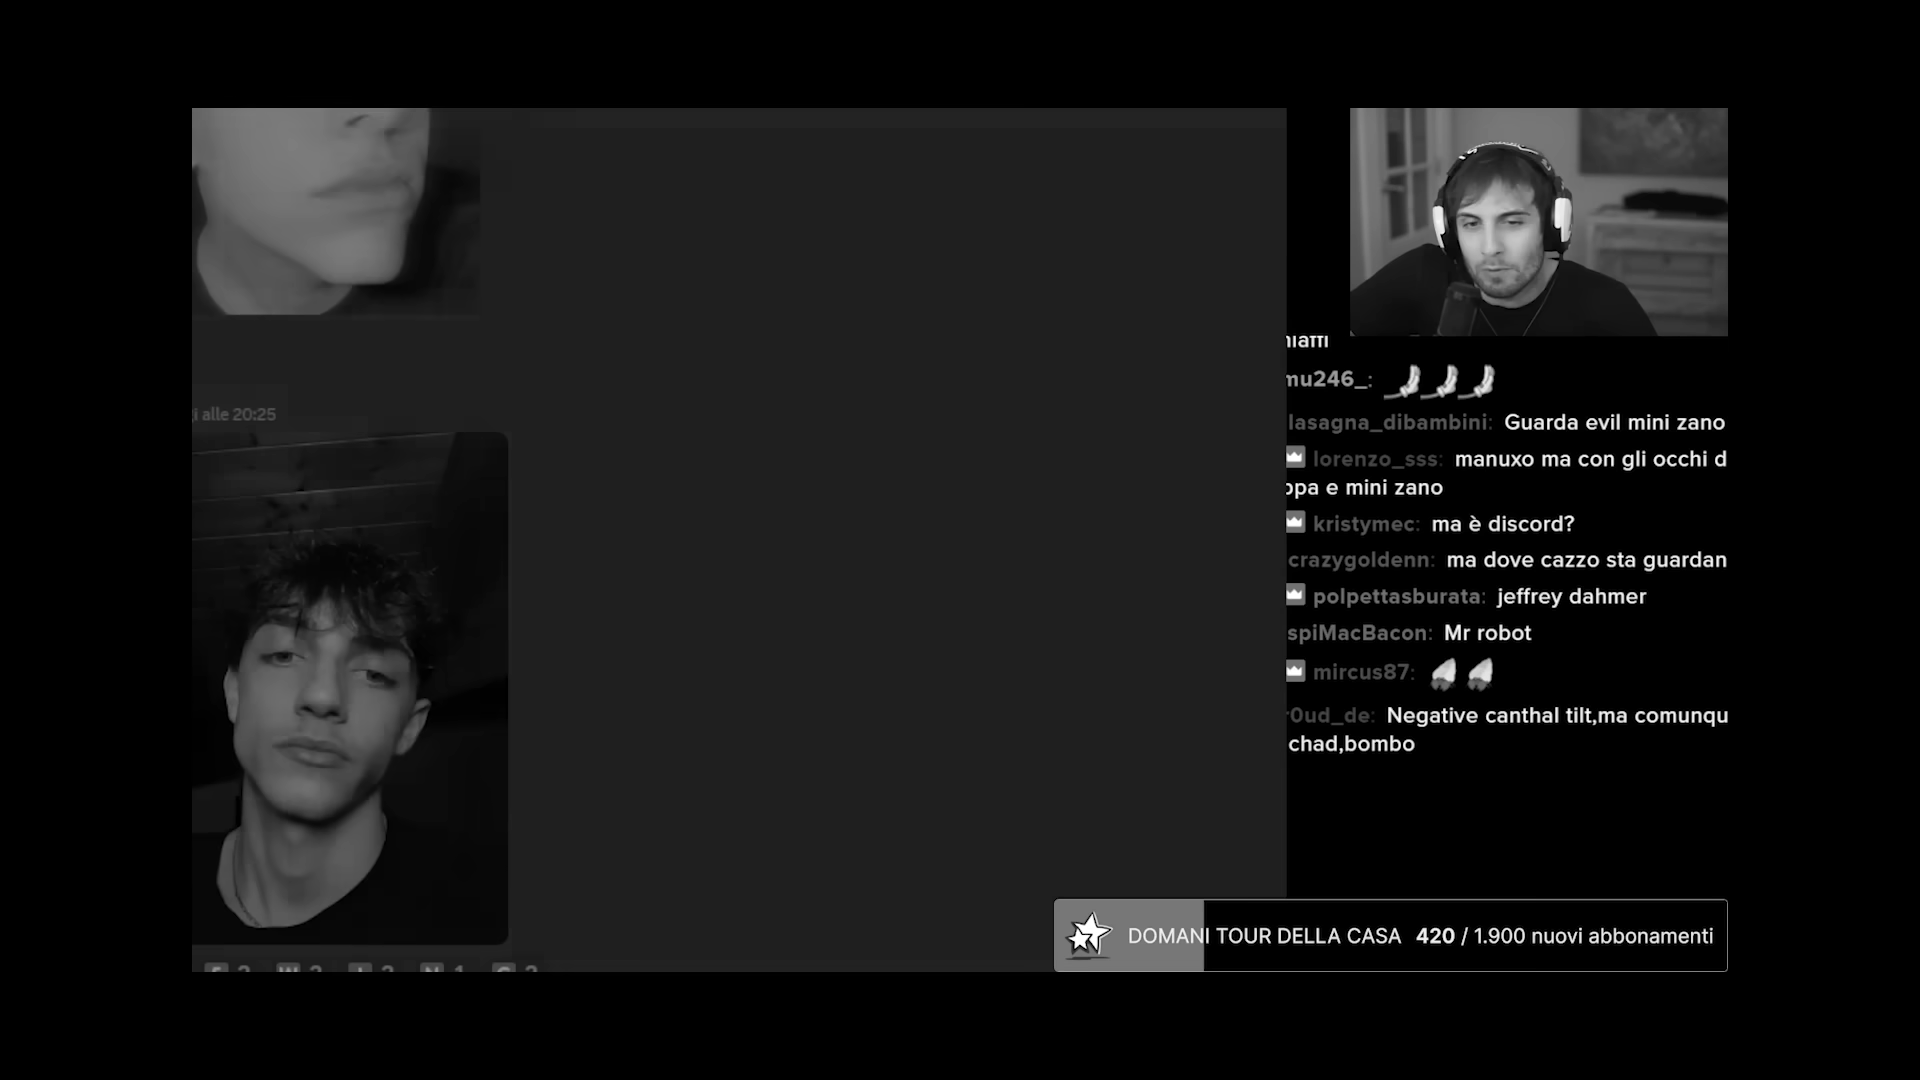 alle 20:25
mu246_:
lasagna_dibambini: Guarda evil mini zano
lorenzo_sss: manuxo ma con gli occhi d
ppa e mini zano
kristymec: ma è discord?
crazygoldenn: ma dove cazzo sta guardan
polpettasburata: jeffrey dahmer
spiMacBacon: Mr robot
mircus87:
r0ud_de: Negative canthal tilt,ma comunqu
chad,bombo
DOMANI TOUR DELLA CASA 420 / 1.900 nuovi abbonamenti